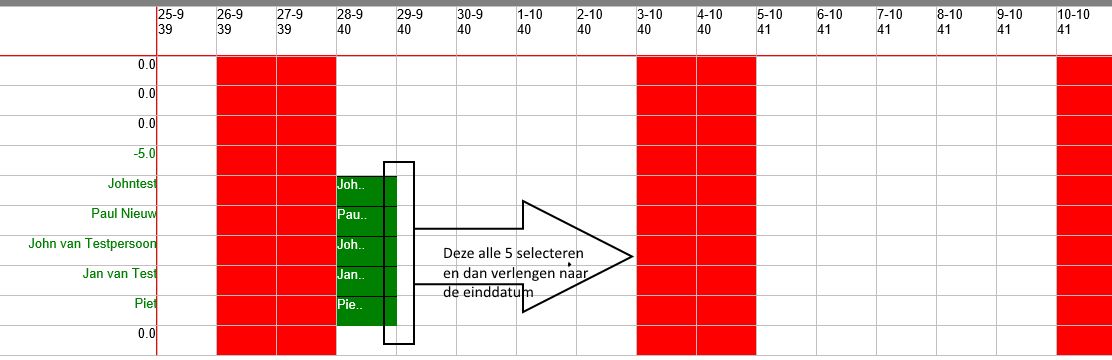 25-9 26-9 27-9 28-9 29-9 30-9 1-10 2-10 3-10 4-10 5-10 6-10 7-10 8-10 9-10 10-10
39 39 39 40 40 40 40 40 40 40 41 41 41 41 41 41
0.0
0.0
0.0
-5.0
Johntest Joh..
Paul Nieuw Pau..
John van Testpersoon Joh..
Jan van Test Jan..
Piet Pie..
0.0
Deze alle 5 selecteren
en dan verlengen naar
de einddatum